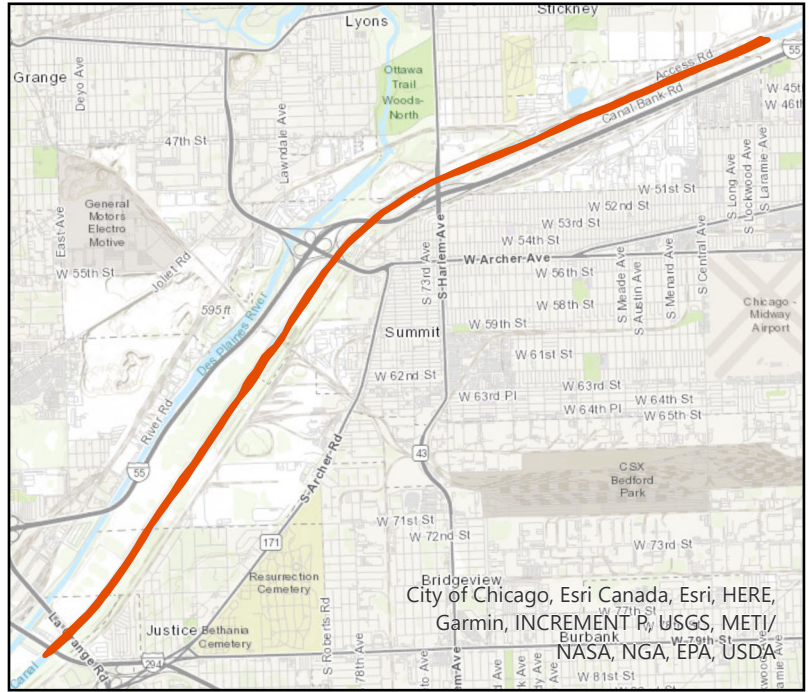 Stickney
Lyons
55
Access Rd
Grange
Deyo Ave
Ottawa
Trail
Woods-
North
Canal-Bank-Rd
W 45t
W 46t
47th St
Lawndale Ave
S Long Ave
S Lockwood Ave
S Laramie Ave
W 51st St
W 52nd St
General
Motors
Electro
Motive
East Ave
W 53rd St
W 54th St
W 55th St
Joliet Rd
S 73rd Ave
S-Harlem-Ave
W-Archer-Ave
W 56th St
S Meade Ave
S Austin Ave
S Menard Ave
S Central Ave
595 ft
Des Plaines River
W 58th St
Chicago -
Midway
Airport
Summit
W 59th St
W 61st St
W 62nd St
W 63rd St
W 63rd Pl
W 64th St
W 64th Pl
W 65th St
River Rd
55
S-Archer-Rd
43
CSX
Bedford
Park
W 71st St
W 72nd St
171
W 73rd St
Resurrection
Cemetery
Bridgeview
City of Chicago, Esri Canada, Esri, HERE,
Garmin, INCREMENT P, USGS, METI/
NASA, NGA, EPA, USDA
W 77th St
La Grange Rd
Justice
Bethania
Cemetery
S Roberts Rd
78th Ave
Burbank
W-79th-St
Canal
294
W 81st St